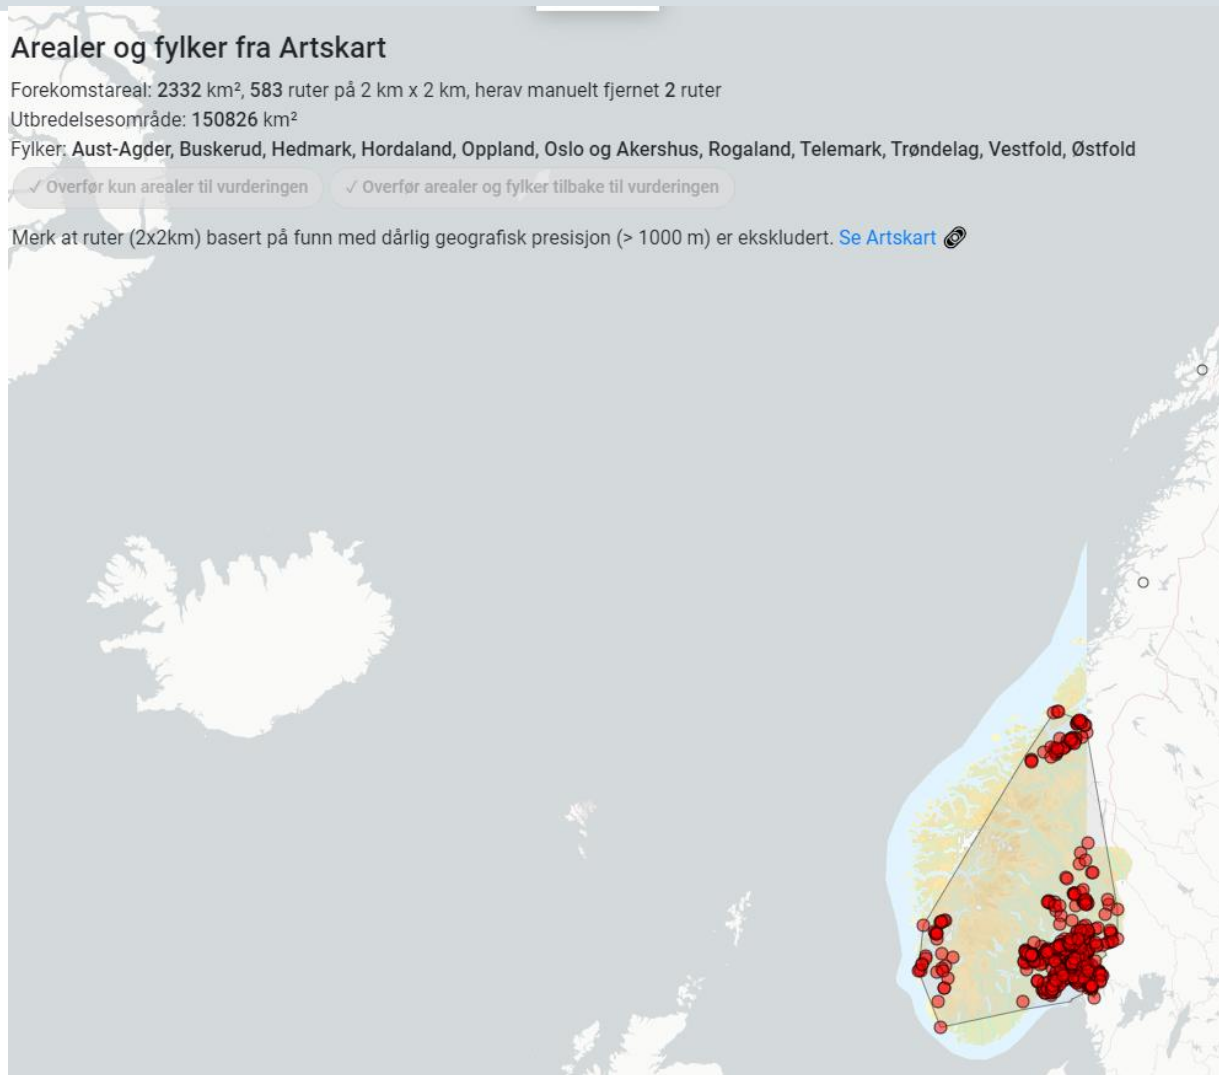 Arealer og fylker fra Artskart
Forekomstareal: 2332 km², 583 ruter på 2 km x 2 km, herav manuelt fjernet 2 ruter
Utbredelsesområde: 150826 km²
Fylker: Aust-Agder, Buskerud, Hedmark, Hordaland, Oppland, Oslo og Akershus, Rogaland, Telemark, Trøndelag, Vestfold, Østfold
✓ Overfør kun arealer til vurderingen ✓ Overfør arealer og fylker tilbake til vurderingen
Merk at ruter (2x2km) basert på funn med dårlig geografisk presisjon (> 1000 m) er ekskludert. Se Artskart